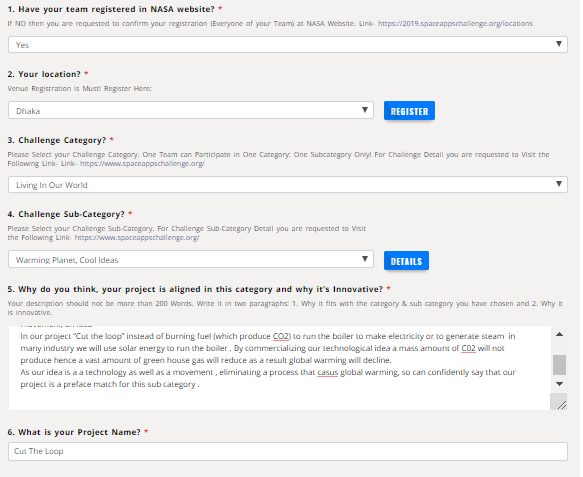 1. Have your team registered in NASA website? *
If NO then you are requested to confirm your registration (Everyone of your Team) at NASA Website. Link- https://2019.spaceappschallenge.org/locations
Yes
2. Your location? *
Venue Registration is Must! Register Here:
Dhaka
REGISTER
3. Challenge Category? *
Please Select your Challenge Category. One Team can Participate in One Category: One Subcategory Only! For Challenge Detail you are requested to Visit the
Following Link- Link- https://www.spaceappschallenge.org/
Living In Our World
4. Challenge Sub-Category? *
Please Select your Challenge Sub-Category. For Challenge Sub-Category Detail you are requested to Visit
the Following Link- https://www.spaceappschallenge.org/
Warming Planet, Cool Ideas
DETAILS
5. Why do you think, your project is aligned in this category and why it's Innovative? *
Your description should not be more than 200 Words. Write it in two paragraphs: 1. Why it fits with the category & sub category you have chosen and 2. Why it
is innovative.
In our project "Cut the loop" instead of burning fuel (which produce CO2) to run the boiler to make electricity or to generate steam in
many industry we will use solar energy to run the boiler . By commercializing our technological idea a mass amount of C02 will not
produce hence a vast amount of green house gas will reduce as a result global warming will decline.
As our idea is a a technology as well as a movement , eliminating a process that casus global warming, so can confidently say that our
project is a preface match for this sub category .
6. What is your Project Name? *
Cut The Loop